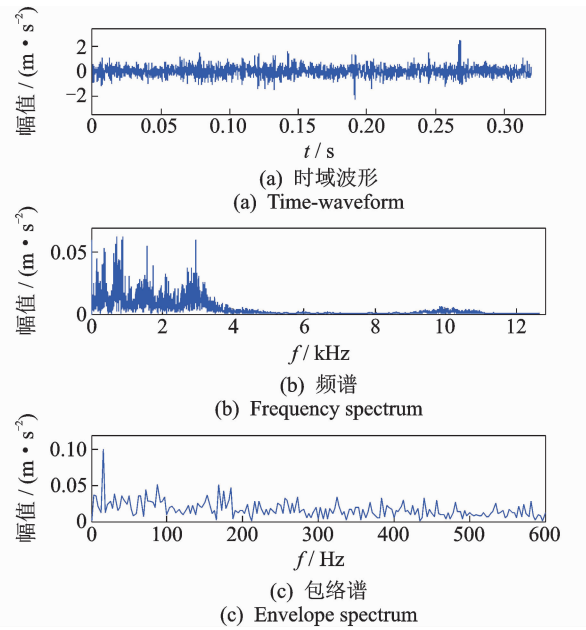 幅值 / (m·s⁻²)
2
0
−2
0 0.05 0.10 0.15 0.20 0.25 0.30
t / s
(a) 时域波形
(a) Time-waveform
幅值 / (m·s⁻²)
0.05
0
0 2 4 6 8 10 12
f / kHz
(b) 频谱
(b) Frequency spectrum
幅值 / (m·s⁻²)
0.10
0.05
0
0 100 200 300 400 500 600
f / Hz
(c) 包络谱
(c) Envelope spectrum